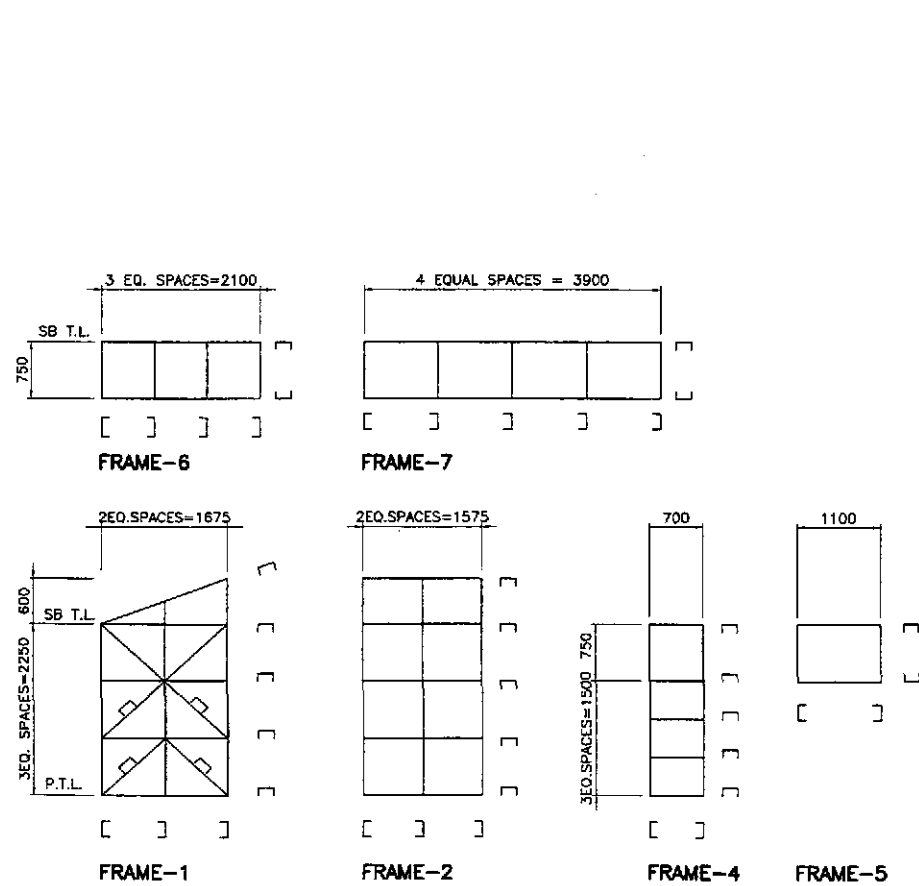 3 EQ. SPACES=2100
4 EQUAL SPACES = 3900
SB T.L.
750
FRAME-6
FRAME-7
2EQ.SPACES=1675
2EQ.SPACES=1575
700
1100
600
SB T.L.
3EQ. SPACES=2250
P.T.L.
750
3EQ.SPACES=1500
FRAME-1
FRAME-2
FRAME-4
FRAME-5